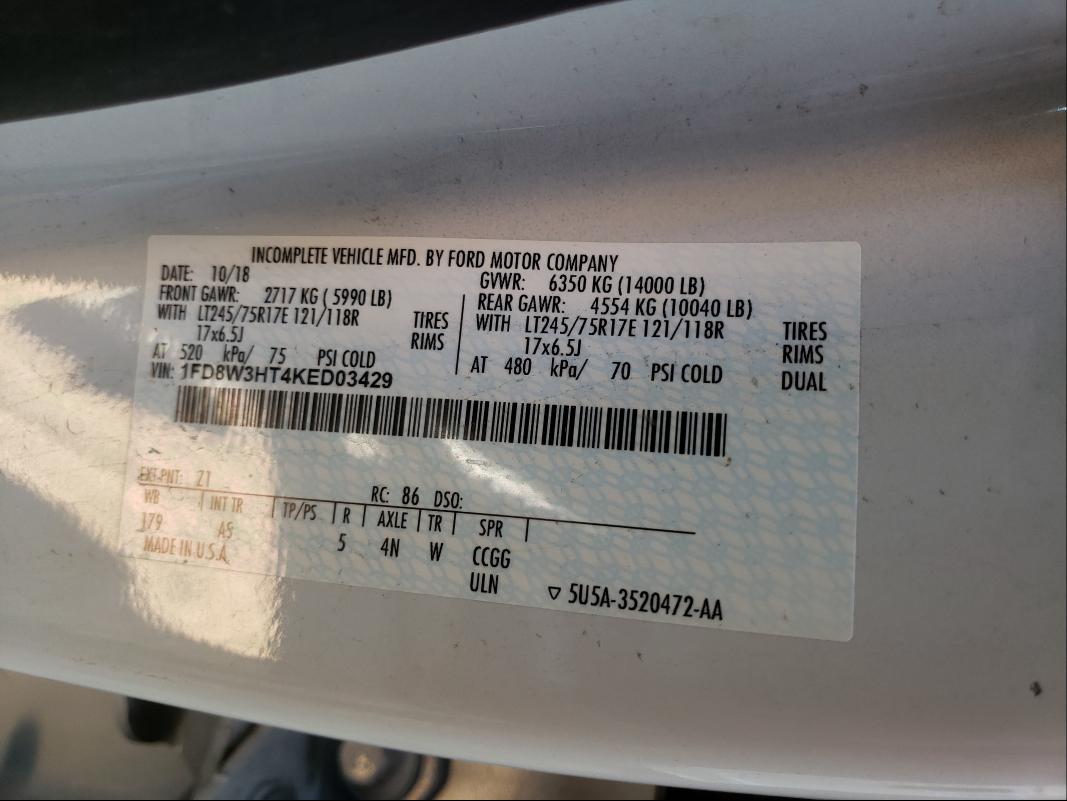 INCOMPLETE VEHICLE MFD. BY FORD MOTOR COMPANY
DATE: 10/18 GVWR: 6350 KG (14000 LB)
FRONT GAWR: 2717 KG ( 5990 LB) REAR GAWR: 4554 KG (10040 LB)
WITH LT245/75R17E 121/118R TIRES WITH LT245/75R17E 121/118R TIRES
17x6.5J RIMS 17x6.5J RIMS
AT 520 kPa/ 75 PSI COLD AT 480 kPa/ 70 PSI COLD DUAL
VIN: 1FD8W3HT4KED03429
EXT PNT: Z1 RC: 86 DSO:
WB INT TR TP/PS R AXLE TR SPR
179 AS 5 4N W CCGG
MADE IN U.S.A. ULN ▽ 5U5A-3520472-AA